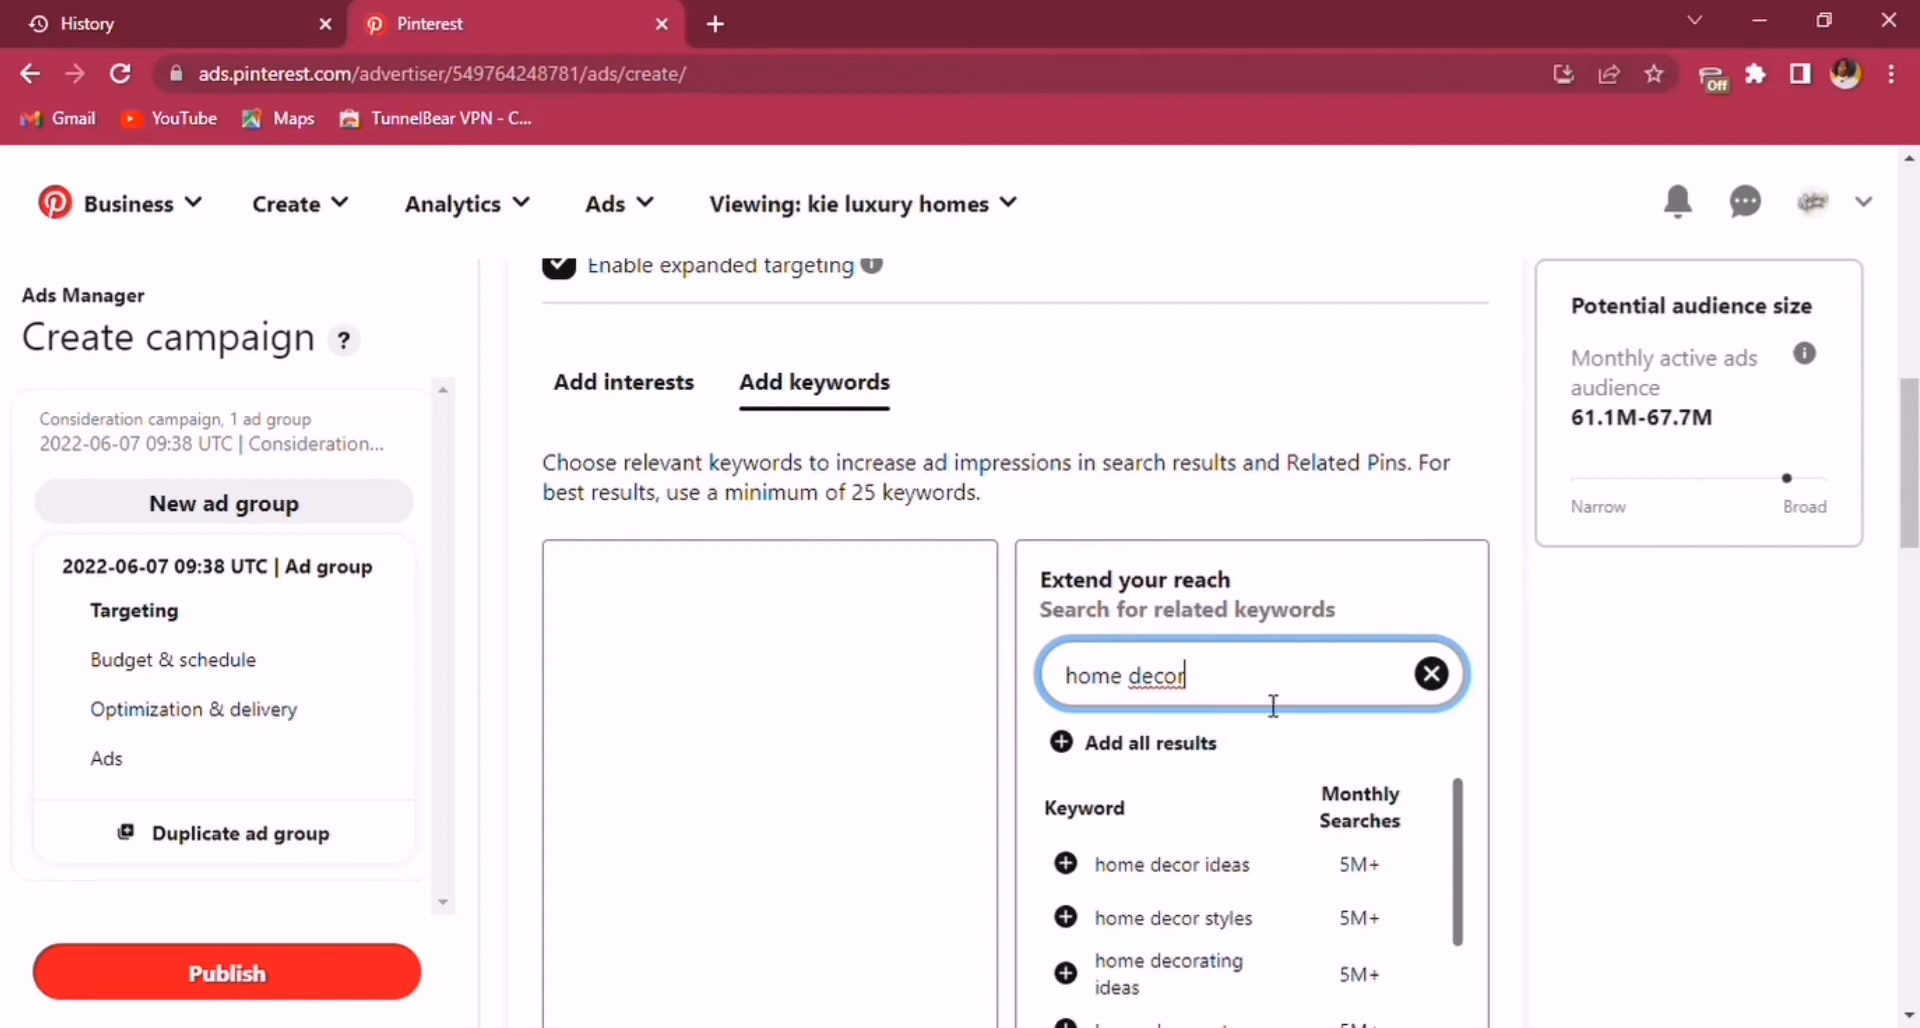 History
Pinterest
ads.pinterest.com/advertiser/549764248781/ads/create/
Off
Gmail
YouTube
Maps
TunnelBear VPN - C...
Business
Create
Analytics
Ads
Viewing: kie luxury homes
Ads Manager
Create campaign ?
Consideration campaign, 1 ad group
2022-06-07 09:38 UTC | Consideration...
New ad group
2022-06-07 09:38 UTC | Ad group
Targeting
Budget & schedule
Optimization & delivery
Ads
Duplicate ad group
Publish
Enable expanded targeting
Add interests
Add keywords
Choose relevant keywords to increase ad impressions in search results and Related Pins. For
best results, use a minimum of 25 keywords.
Extend your reach
Search for related keywords
home decor
Add all results
Keyword
Monthly
Searches
home decor ideas 5M+
home decor styles 5M+
home decorating
ideas
5M+
Potential audience size
Monthly active ads
audience
61.1M-67.7M
Narrow
Broad